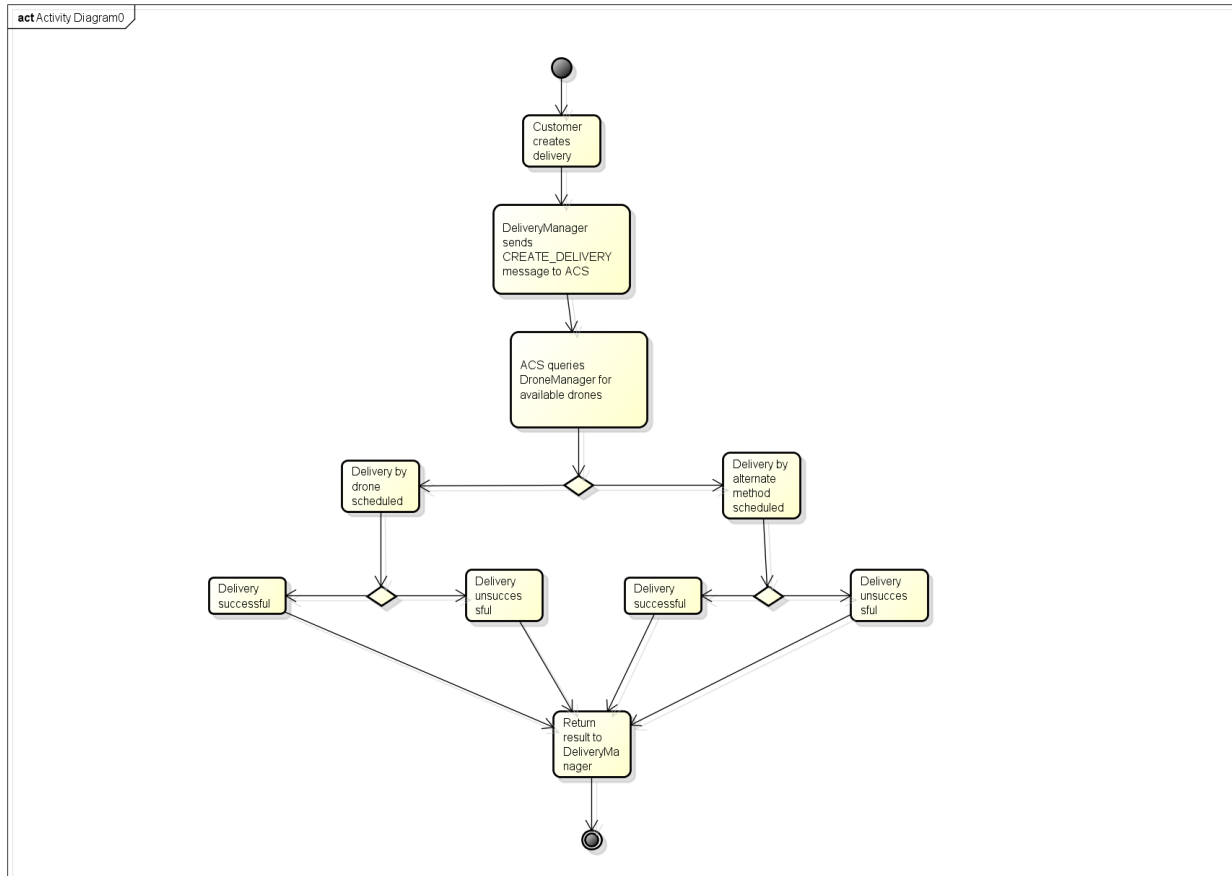 act Activity Diagram0
Customer
creates
delivery
DeliveryManager
sends
CREATE_DELIVERY
message to ACS
ACS queries
DroneManager for
available drones
Delivery by
drone
scheduled
Delivery by
alternate
method
scheduled
Delivery
successful
Delivery
unsucces
sful
Delivery
successful
Delivery
unsucces
sful
Return
result to
DeliveryMa
nager